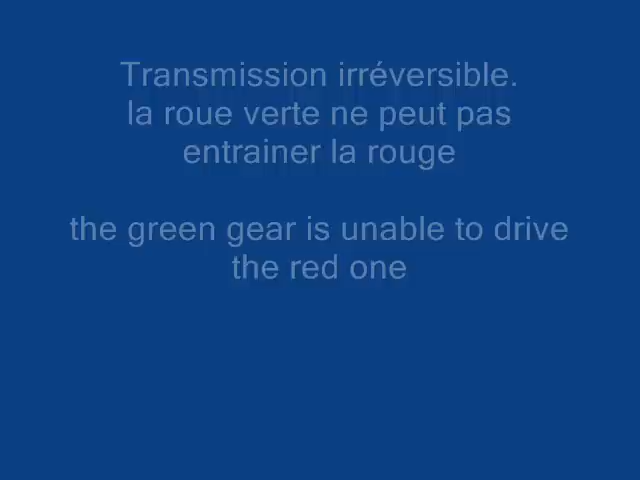 Transmission irréversible.
la roue verte ne peut pas
entrainer la rouge
the green gear is unable to drive
the red one